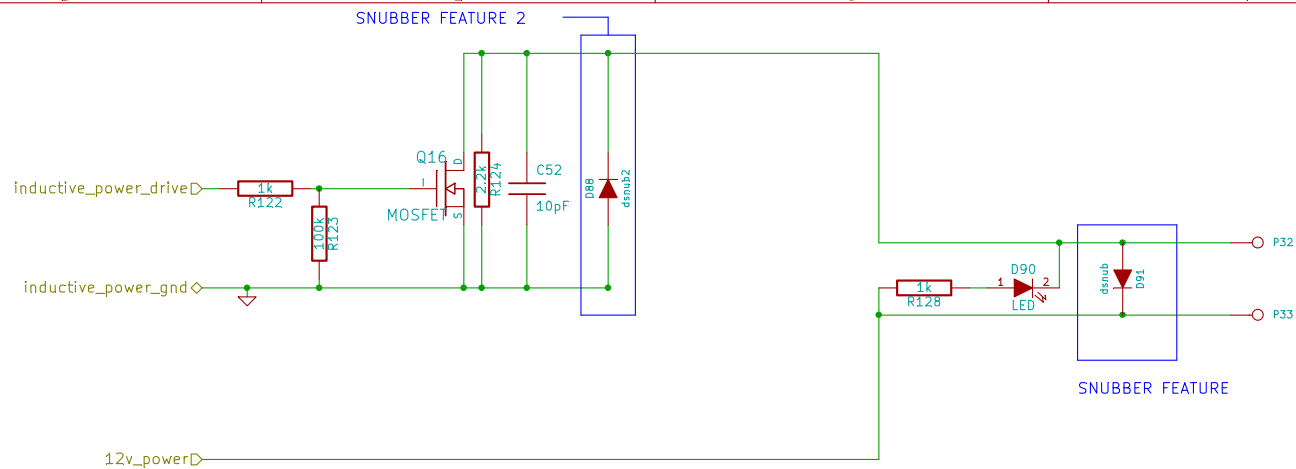 SNUBBER FEATURE 2
Q16
D
I
S
MOSFET
2.2k
R124
C52
10pF
D88
dsnub2
inductive_power_drive
1k
R122
100k
R123
inductive_power_gnd
P32
D90
1
2
LED
1k
R128
dsnub
D91
P33
SNUBBER FEATURE
12v_power